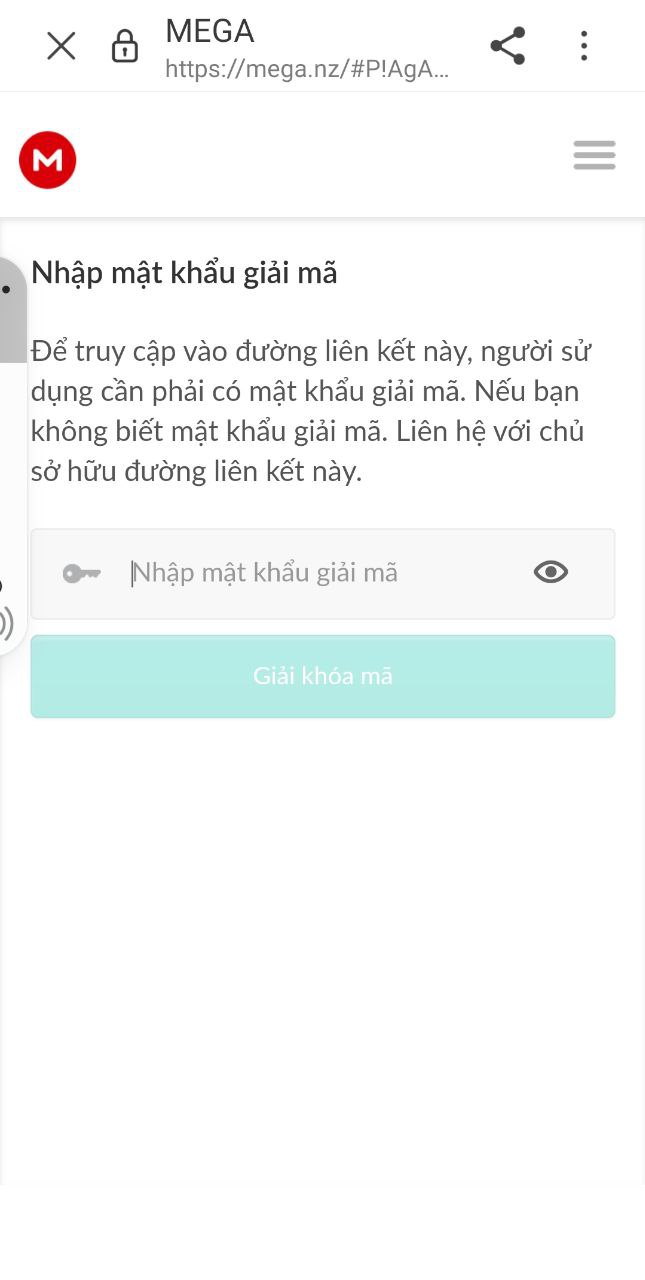 MEGA
https://mega.nz/#P!AgA...
M
Nhập mật khẩu giải mã
Để truy cập vào đường liên kết này, người sử
dụng cần phải có mật khẩu giải mã. Nếu bạn
không biết mật khẩu giải mã. Liên hệ với chủ
sở hữu đường liên kết này.
Nhập mật khẩu giải mã
Giải khóa mã